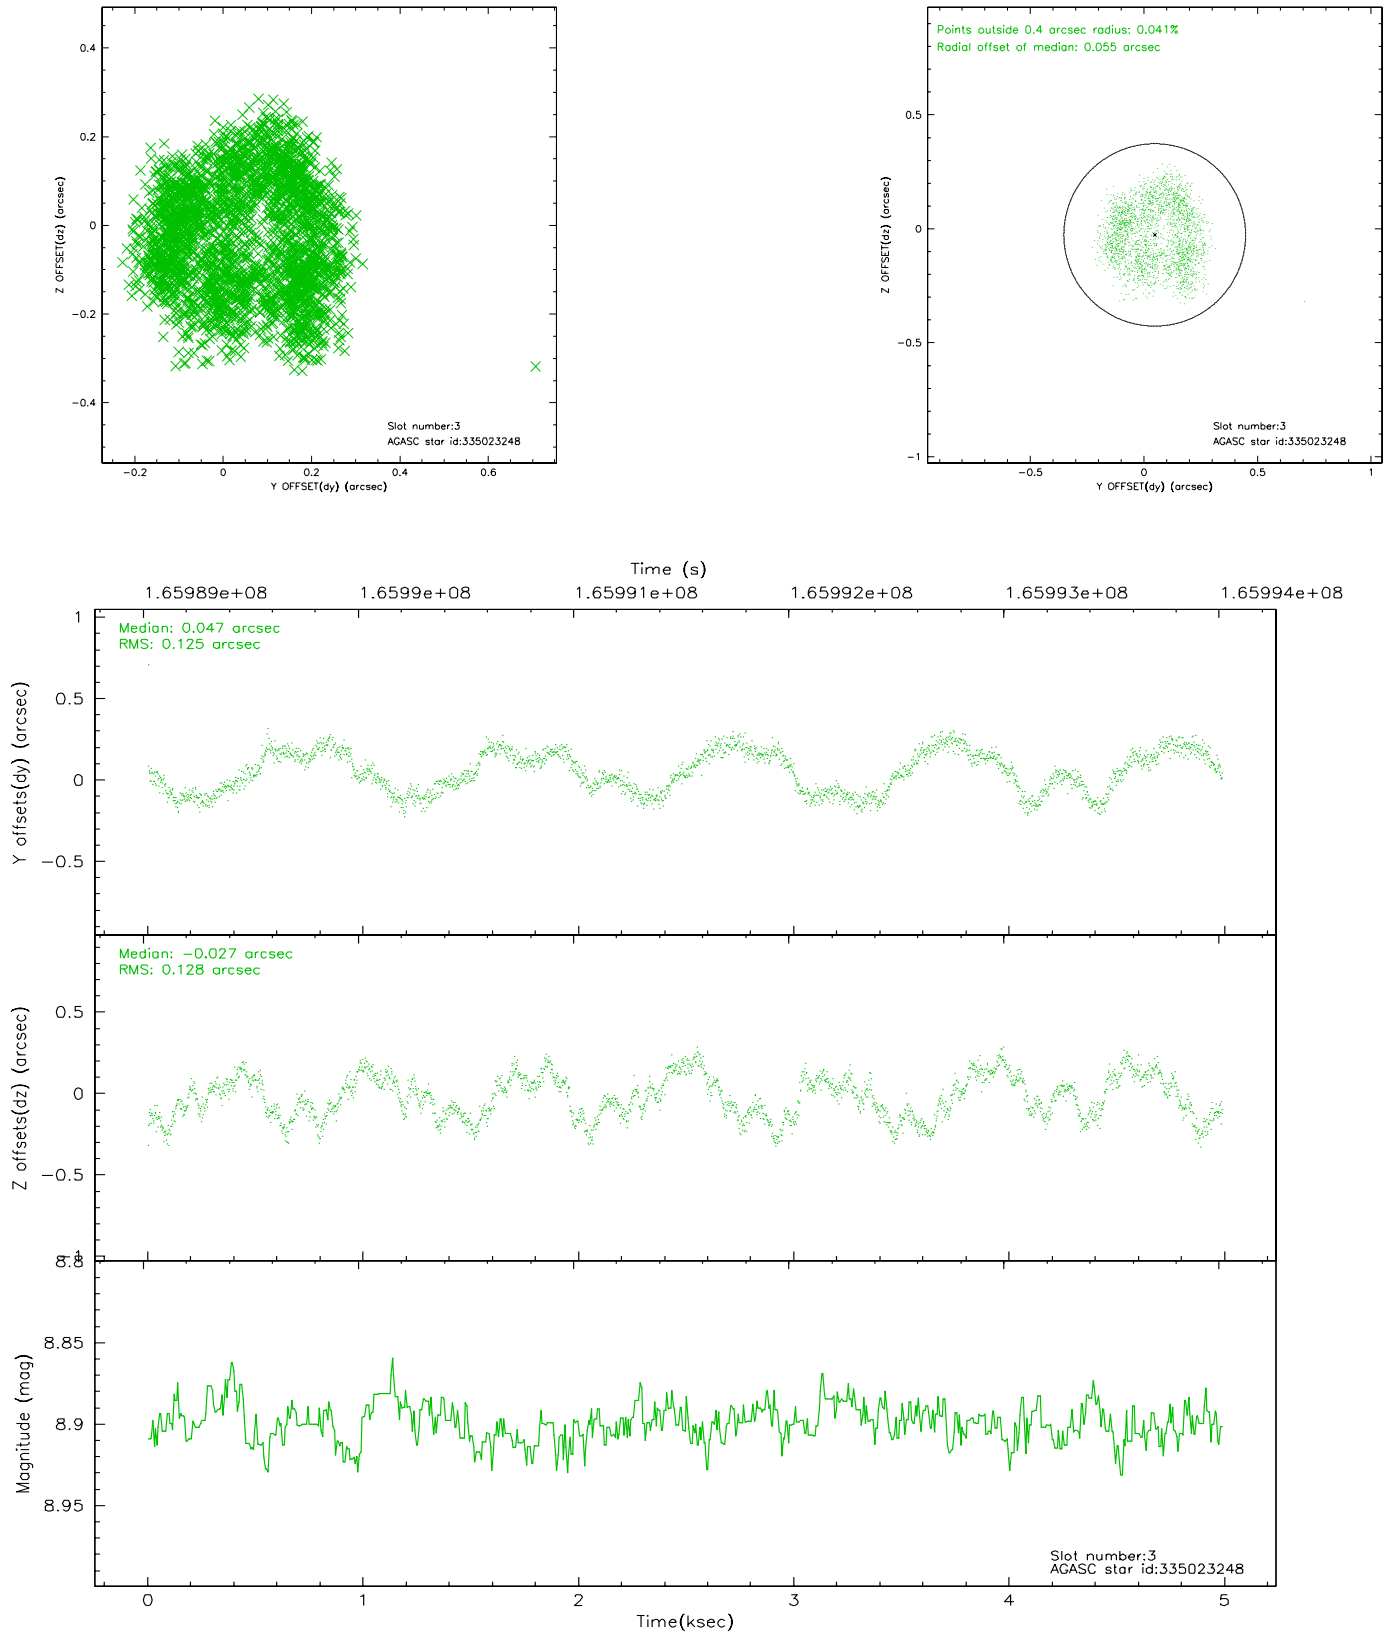 0.4
0.2
0
−0.2
−0.4
Z OFFSET(dz) (arcsec)
Slot number:3
AGASC star id:335023248
−0.2 0 0.2 0.4 0.6
Y OFFSET(dy) (arcsec)
Points outside 0.4 arcsec radius: 0.041%
Radial offset of median: 0.055 arcsec
0.5
0
−0.5
−1
Z OFFSET(dz) (arcsec)
Slot number:3
AGASC star id:335023248
−0.5 0 0.5 1
Y OFFSET(dy) (arcsec)
Time (s)
1.65989e+08 1.6599e+08 1.65991e+08 1.65992e+08 1.65993e+08 1.65994e+08
Median: 0.047 arcsec
RMS: 0.125 arcsec
1
0.5
0
−0.5
Y offsets(dy) (arcsec)
Median: −0.027 arcsec
RMS: 0.128 arcsec
0.5
0
−0.5
−1
Z offsets(dz) (arcsec)
8.8
8.85
8.9
8.95
Magnitude (mag)
Slot number:3
AGASC star id:335023248
0 1 2 3 4 5
Time(ksec)